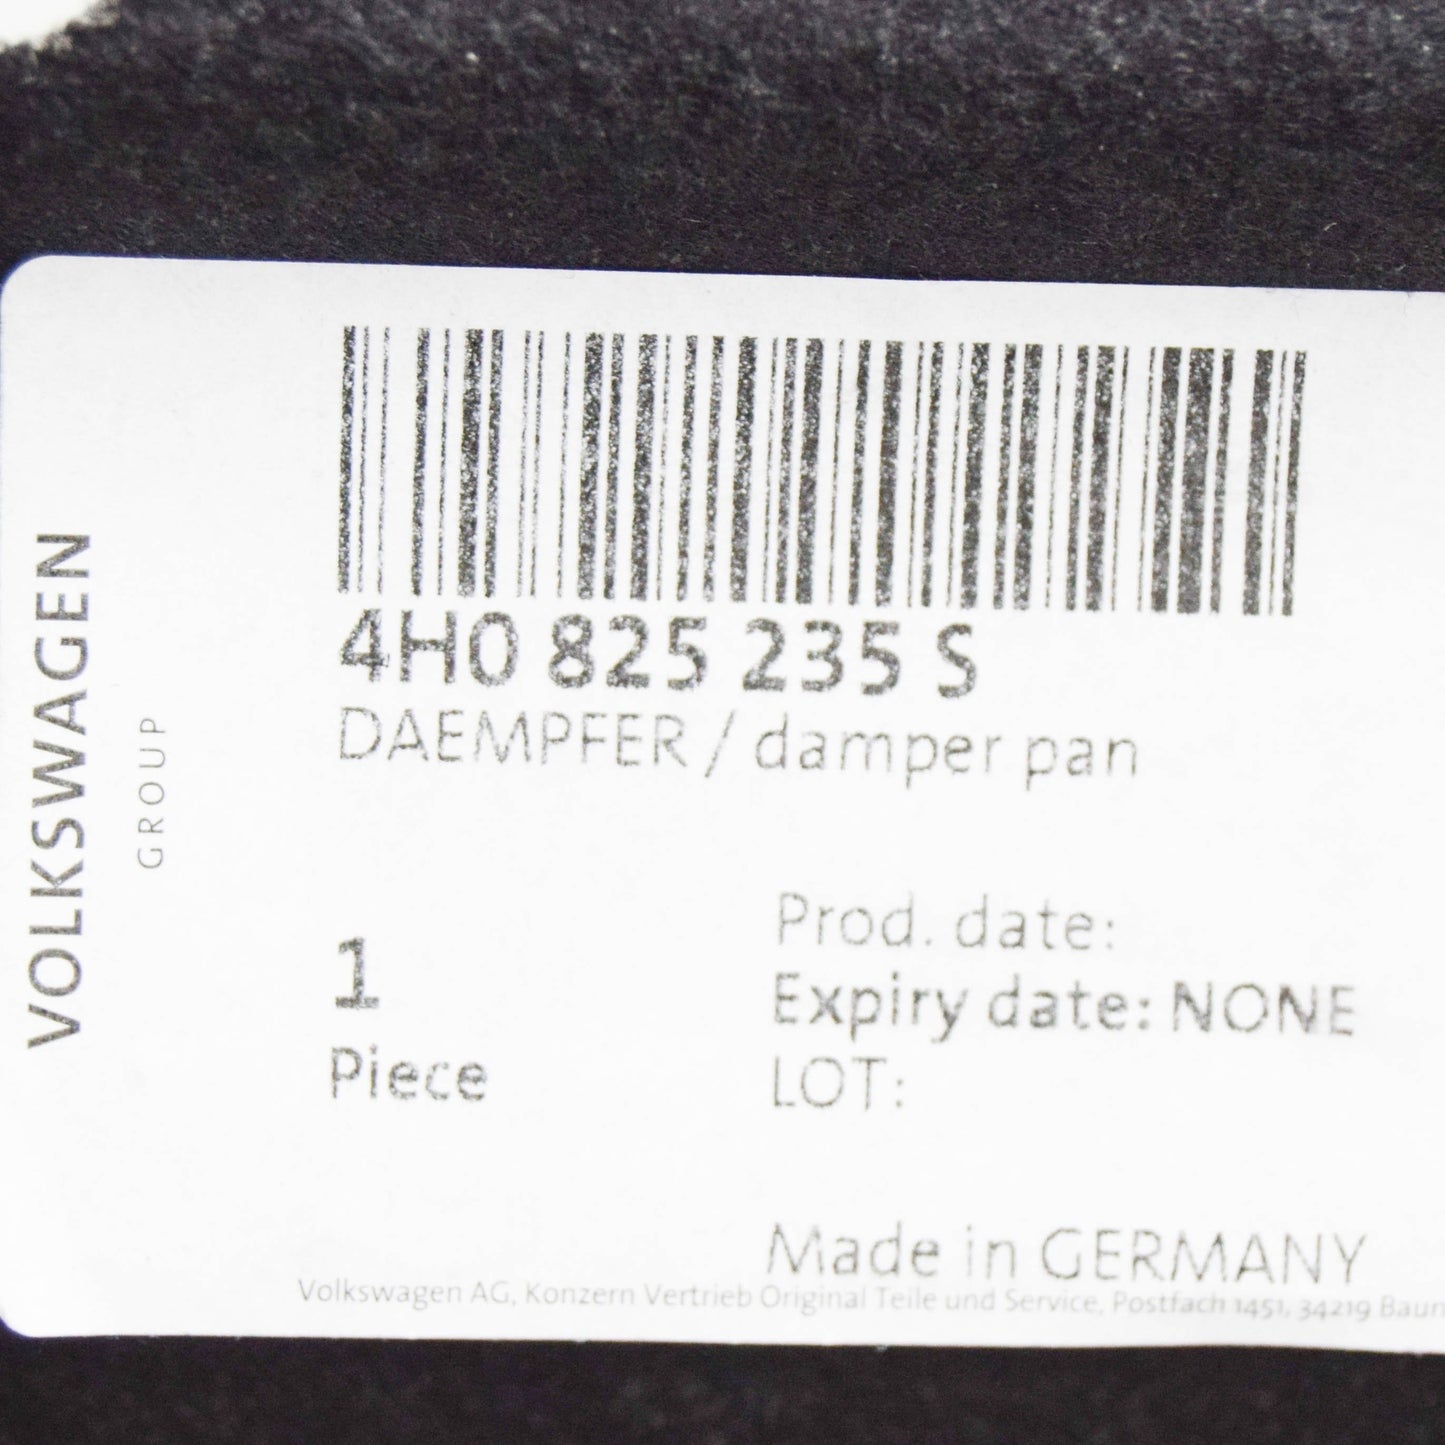 VOLKSWAGEN
GROUP
4H0 825 235 S
DAEMPFER / damper pan
1
Piece
Prod. date:
Expiry date: NONE
LOT:
Made in GERMANY
Volkswagen AG, Konzern Vertrieb Original Teile und Service, Postfach 1451, 34219 Baun